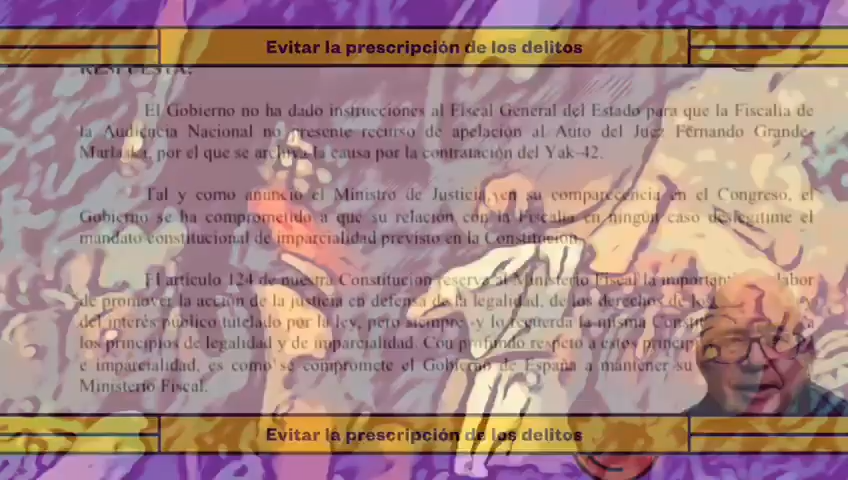 Evitar la prescripción de los delitos
RESPUESTA:
El Gobierno no ha dado instrucciones al Fiscal General del Estado para que la Fiscalía de
la Audiencia Nacional no presente recurso de apelación al Auto del Juez Fernando Grande-
Marlaska, por el que se archiva la causa por la contratación del Yak-42.
Tal y como anunció el Ministro de Justicia, en su comparecencia en el Congreso, el
Gobierno se ha comprometido a que su relación con la Fiscalía en ningún caso deslegitime el
mandato constitucional de imparcialidad previsto en la Constitución.
El artículo 124 de nuestra Constitución reserva al Ministerio Fiscal la important labor
de promover la acción de la justicia en defensa de la legalidad, de los derechos de
del interés público tutelado por la ley, pero siempre -y lo recuerda la misma a
los principios de legalidad y de imparcialidad. Con profundo respeto a estos
e imparcialidad, es como se compromete el Gobierno de España a mantener su
Ministerio Fiscal.
Evitar la prescripción de los delitos